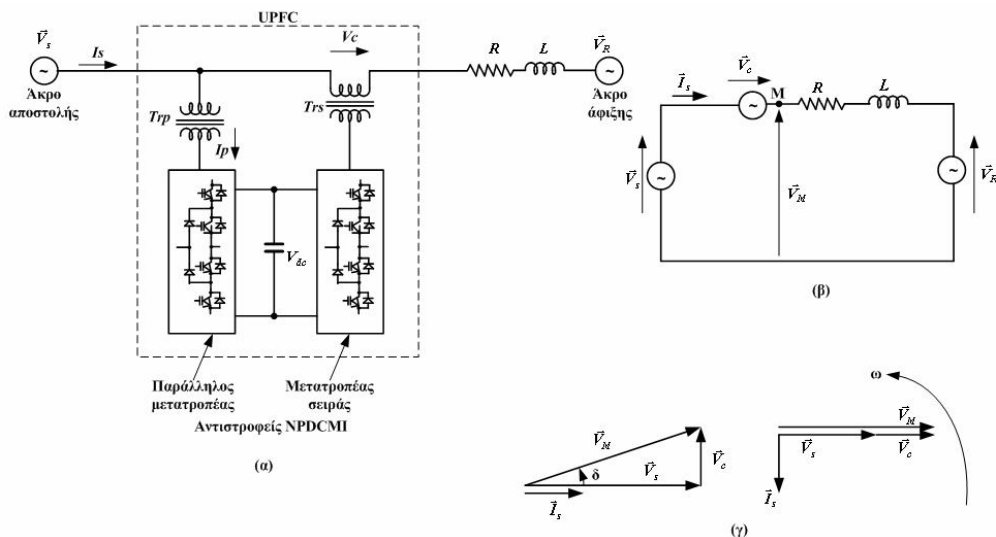 UPFC
V⃗s
Is
Vc
R
L
V⃗R
Άκρο
αποστολής
Άκρο
άφιξης
Trp
Trs
Ip
Vdc
Παράλληλος
μετατροπέας
Μετατροπέας
σειράς
Αντιστροφείς NPDCMI
(α)
V⃗c
I⃗s
M
R
L
V⃗s
V⃗M
V⃗R
(β)
V⃗M
δ
V⃗s
V⃗c
I⃗s
ω
V⃗M
V⃗s
V⃗c
I⃗s
(γ)